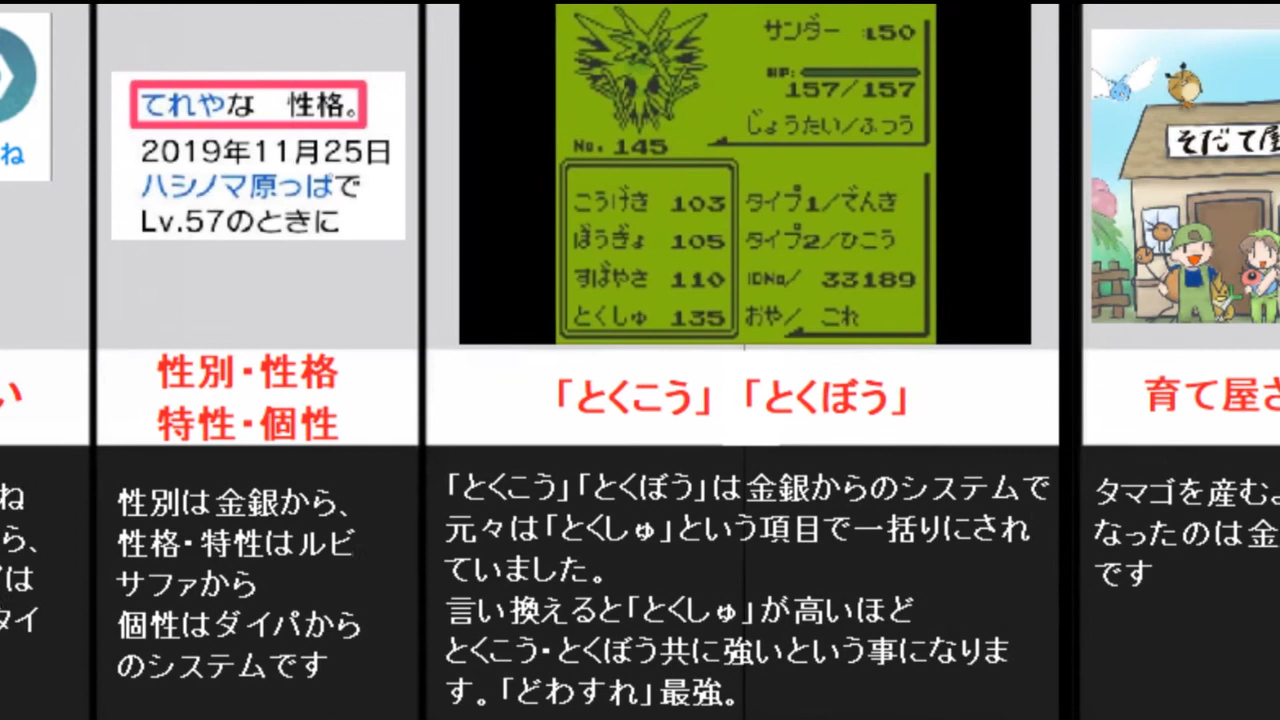 ね
い
ね
ら、
は
タイ
てれやな　性格。
2019年11月25日
ハシノマ原っぱで
Lv.57のときに
性別・性格
特性・個性
性別は金銀から、
性格・特性はルビ
サファから
個性はダイパから
のシステムです
サンダー :L50
HP:
157/157
じょうたい/ふつう
No. 145
こうげき 103
ぼうぎょ 105
すばやさ 110
とくしゅ 135
タイプ1/でんき
タイプ2/ひこう
IDNo/ 33189
おや/ これ
「とくこう」「とくぼう」
「とくこう」「とくぼう」は金銀からのシステムで
元々は「とくしゅ」という項目で一括りにされ
ていました。
言い換えると「とくしゅ」が高いほど
とくこう・とくぼう共に強いという事になりま
す。「どわすれ」最強。
そだて屋
育て屋さ
タマゴを産むよ
なったのは金
です